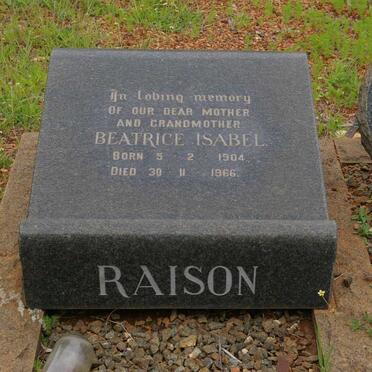 In loving memory
OF OUR DEAR MOTHER
AND GRANDMOTHER
BEATRICE ISABEL.
BORN 5 2 1904.
DIED 30 11 1966.
RAISON